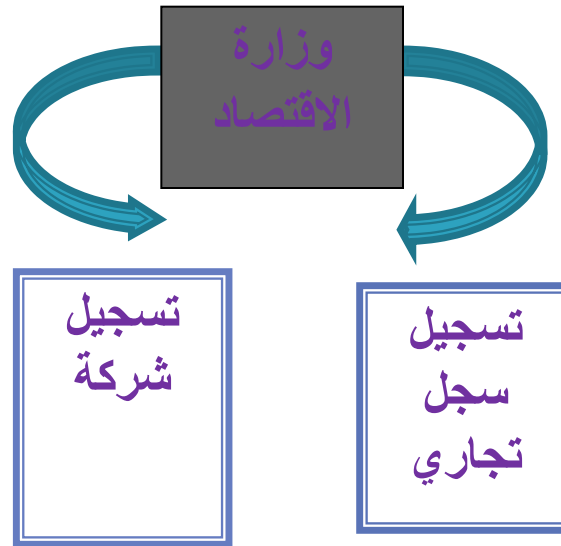 وزارة
الاقتصاد
تسجيل
سجل
تجاري
تسجيل
شركة